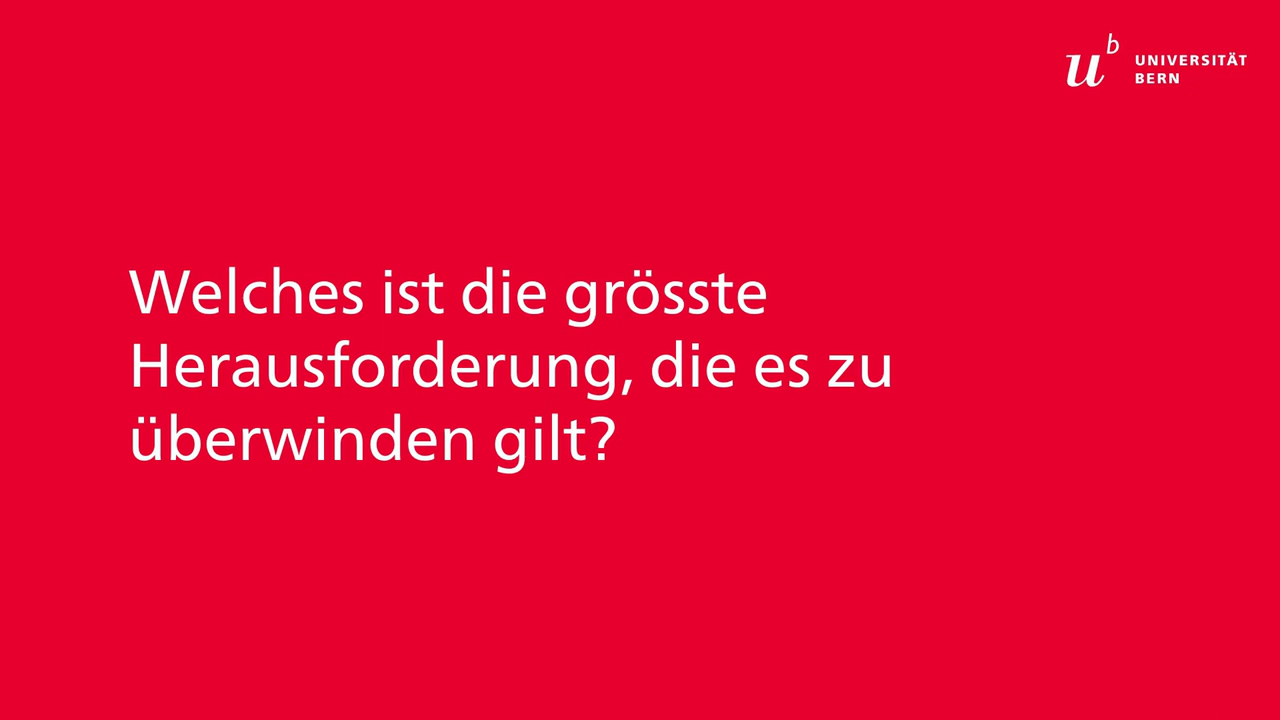 u b
UNIVERSITÄT
BERN
Welches ist die grösste
Herausforderung, die es zu
überwinden gilt?